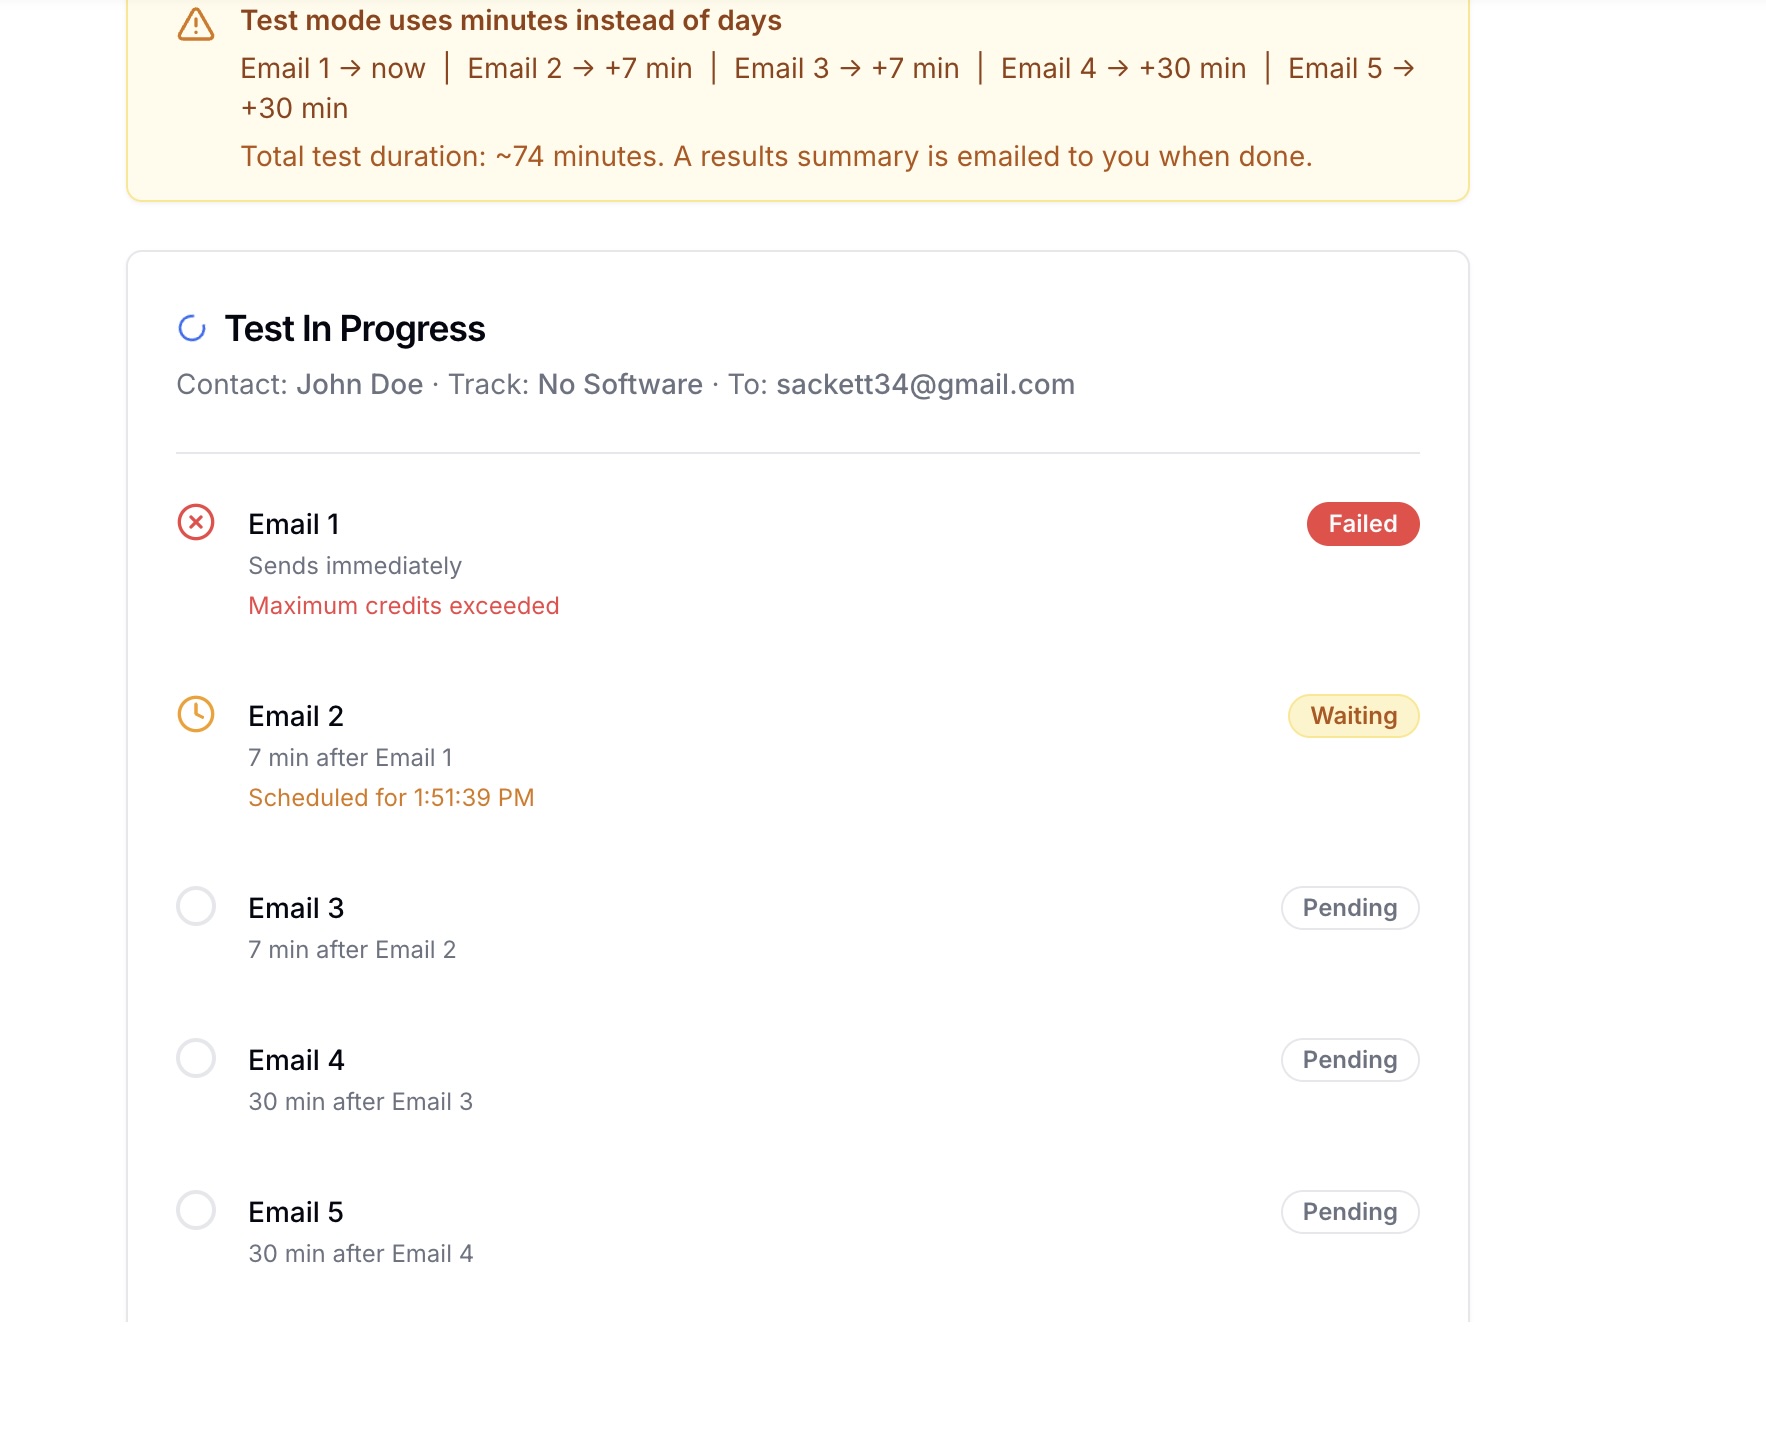 Test mode uses minutes instead of days
Email 1 → now | Email 2 → +7 min | Email 3 → +7 min | Email 4 → +30 min | Email 5 →
+30 min
Total test duration: ~74 minutes. A results summary is emailed to you when done.
Test In Progress
Contact: John Doe · Track: No Software · To: sackett34@gmail.com
Email 1
Failed
Sends immediately
Maximum credits exceeded
Email 2
Waiting
7 min after Email 1
Scheduled for 1:51:39 PM
Email 3
Pending
7 min after Email 2
Email 4
Pending
30 min after Email 3
Email 5
Pending
30 min after Email 4